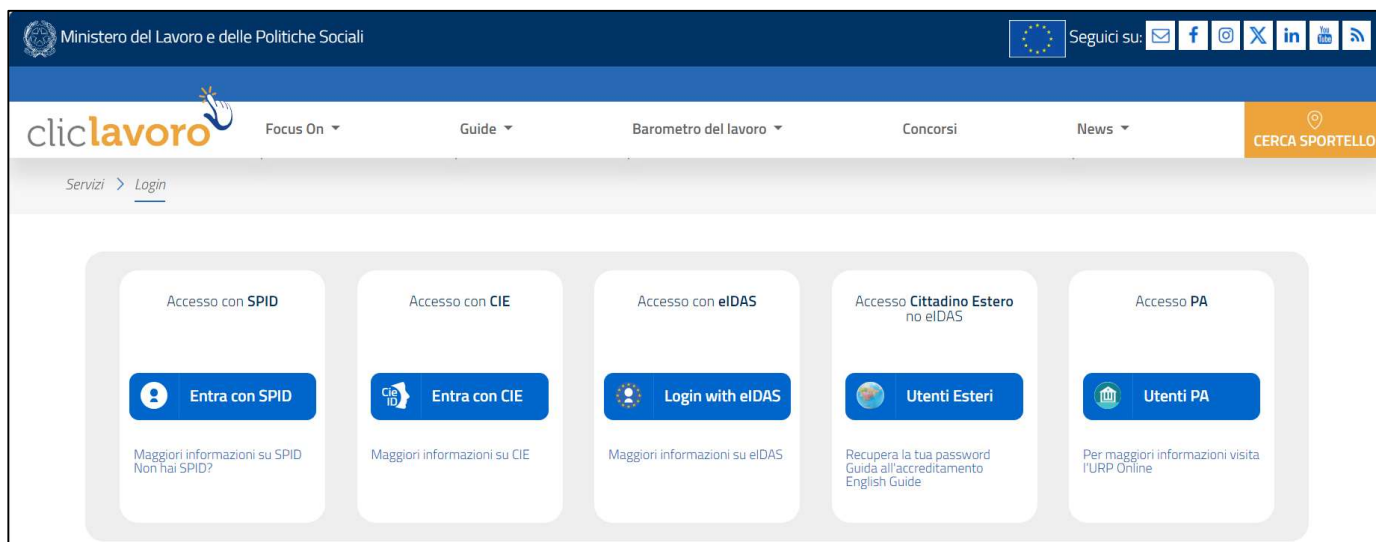 Ministero del Lavoro e delle Politiche Sociali
Seguici su:
cliclavoro
Focus On
Guide
Barometro del lavoro
Concorsi
News
CERCA SPORTELLO
Servizi > Login
Accesso con SPID
Entra con SPID
Maggiori informazioni su SPID
Non hai SPID?
Accesso con CIE
Cie
ID
Entra con CIE
Maggiori informazioni su CIE
Accesso con eIDAS
Login with eIDAS
Maggiori informazioni su eIDAS
Accesso Cittadino Estero
no eIDAS
Utenti Esteri
Recupera la tua password
Guida all'accreditamento
English Guide
Accesso PA
Utenti PA
Per maggiori informazioni visita
l'URP Online